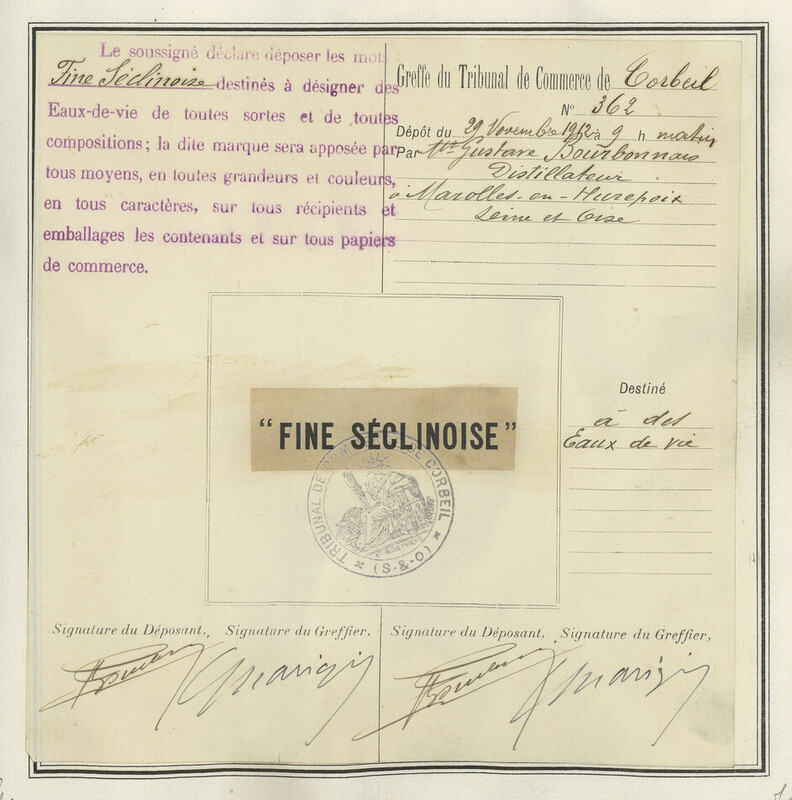 Le soussigné déclare déposer les mots
Fine Séclinoise destinés à désigner des
Eaux-de-vie de toutes sortes et de toutes
compositions; la dite marque sera apposée par
tous moyens, en toutes grandeurs et couleurs,
en tous caractères, sur tous récipients et
emballages les contenants et sur tous papiers
de commerce.
Greffe du Tribunal de Commerce de Corbeil
N° 362
Dépôt du 29 Novembre 1912 à 9 h matin
Par Mr Gustave Bourbonnais
Distillateur
à Marolles-en-Hurepoix
Seine et Oise
"FINE SÉCLINOISE"
TRIBUNAL DE COMMERCE DE CORBEIL
(S-&-O)
Destiné
à des
Eaux de vie
Signature du Déposant, Signature du Greffier.
Signature du Déposant, Signature du Greffier,